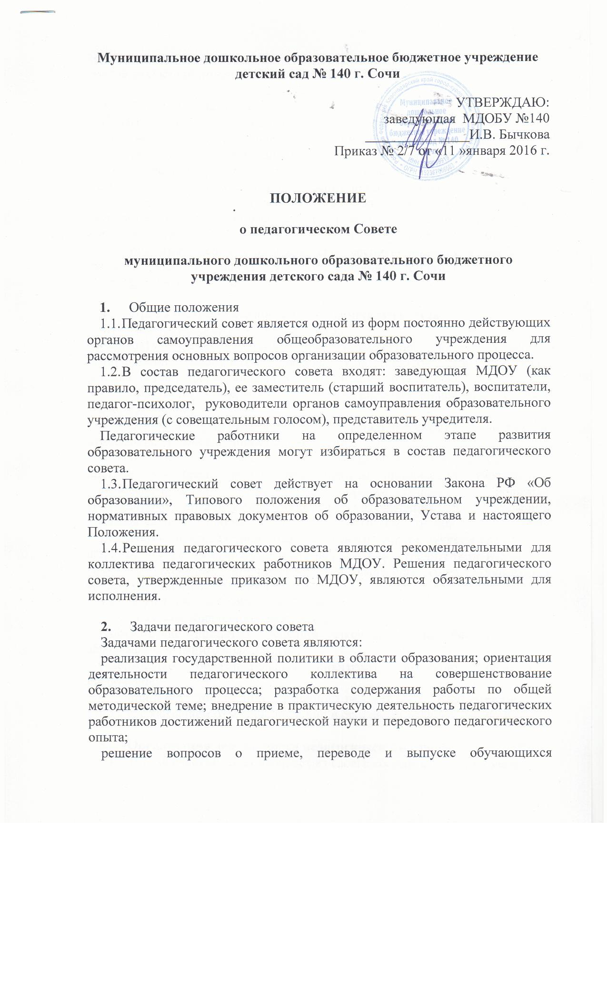 Муниципальное дошкольное образовательное бюджетное учреждение
детский сад № 140 г. Сочи
УТВЕРЖДАЮ:
заведующая МДОБУ №140
И.В. Бычкова
Приказ № 2/7 от «11 »января 2016 г.
Муниципальное
дошкольное
бюджетное учреждение
детский сад № 140
ПОЛОЖЕНИЕ
о педагогическом Совете
муниципального дошкольного образовательного бюджетного
учреждения детского сада № 140 г. Сочи
1. Общие положения
1.1.Педагогический совет является одной из форм постоянно действующих
органов самоуправления общеобразовательного учреждения для
рассмотрения основных вопросов организации образовательного процесса.
1.2.В состав педагогического совета входят: заведующая МДОУ (как
правило, председатель), ее заместитель (старший воспитатель), воспитатели,
педагог-психолог, руководители органов самоуправления образовательного
учреждения (с совещательным голосом), представитель учредителя.
Педагогические работники на определенном этапе развития
образовательного учреждения могут избираться в состав педагогического
совета.
1.3.Педагогический совет действует на основании Закона РФ «Об
образовании», Типового положения об образовательном учреждении,
нормативных правовых документов об образовании, Устава и настоящего
Положения.
1.4.Решения педагогического совета являются рекомендательными для
коллектива педагогических работников МДОУ. Решения педагогического
совета, утвержденные приказом по МДОУ, являются обязательными для
исполнения.
2. Задачи педагогического совета
Задачами педагогического совета являются:
реализация государственной политики в области образования; ориентация
деятельности педагогического коллектива на совершенствование
образовательного процесса; разработка содержания работы по общей
методической теме; внедрение в практическую деятельность педагогических
работников достижений педагогической науки и передового педагогического
опыта;
решение вопросов о приеме, переводе и выпуске обучающихся